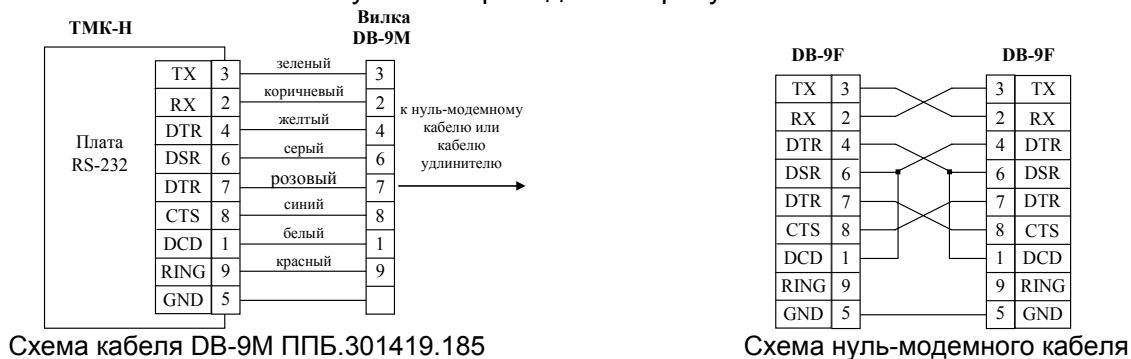 ТМК-Н
Вилка
DB-9M
Плата
RS-232
TX 3 зеленый 3
RX 2 коричневый 2
DTR 4 желтый 4
DSR 6 серый 6
DTR 7 розовый 7
CTS 8 синий 8
DCD 1 белый 1
RING 9 красный 9
GND 5
к нуль-модемному
кабелю или
кабелю
удлинителю
Схема кабеля DB-9M ППБ.301419.185
DB-9F DB-9F
TX 3 3 TX
RX 2 2 RX
DTR 4 4 DTR
DSR 6 6 DSR
DTR 7 7 DTR
CTS 8 8 CTS
DCD 1 1 DCD
RING 9 9 RING
GND 5 5 GND
Схема нуль-модемного кабеля